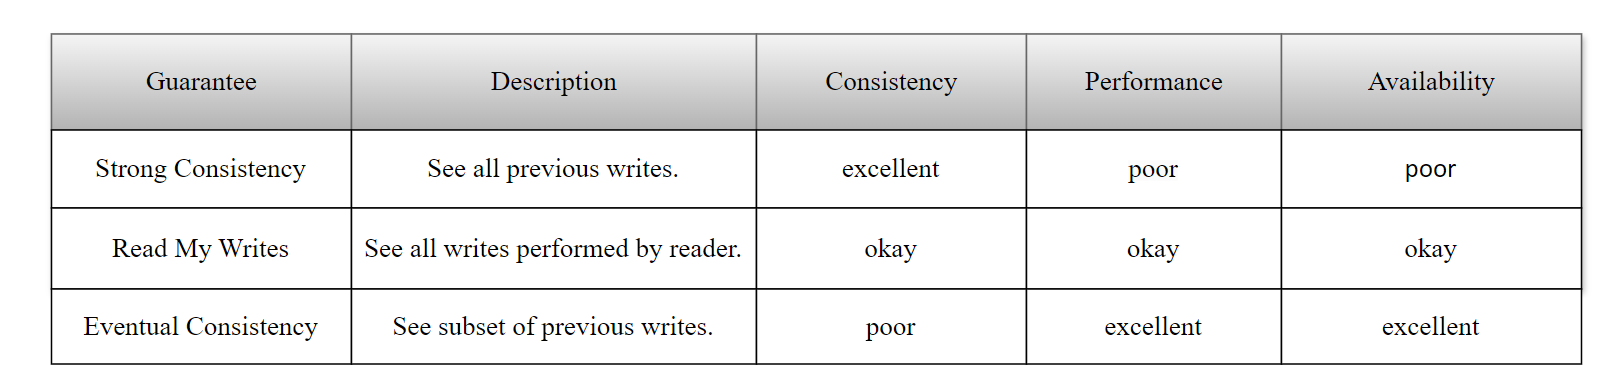 Guarantee Description Consistency Performance Availability
Strong Consistency See all previous writes. excellent poor poor
Read My Writes See all writes performed by reader. okay okay okay
Eventual Consistency See subset of previous writes. poor excellent excellent